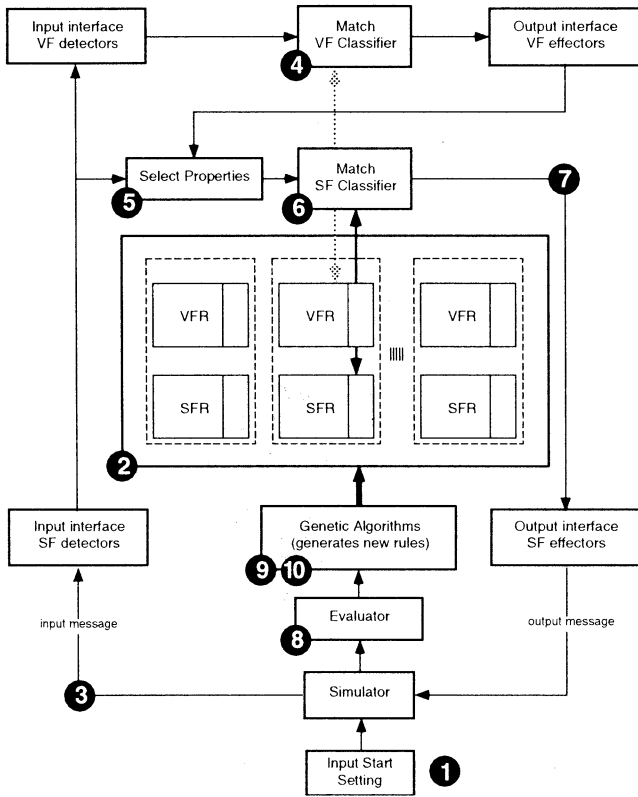 Input interface
VF detectors
Match
VF Classifier
Output interface
VF effectors
4
Select Properties
5
Match
SF Classifier
6
7
VFR
VFR
VFR
SFR
SFR
SFR
2
Input interface
SF detectors
Genetic Algorithms
(generates new rules)
9
10
Output interface
SF effectors
input message
Evaluator
8
output message
3
Simulator
Input Start
Setting
1